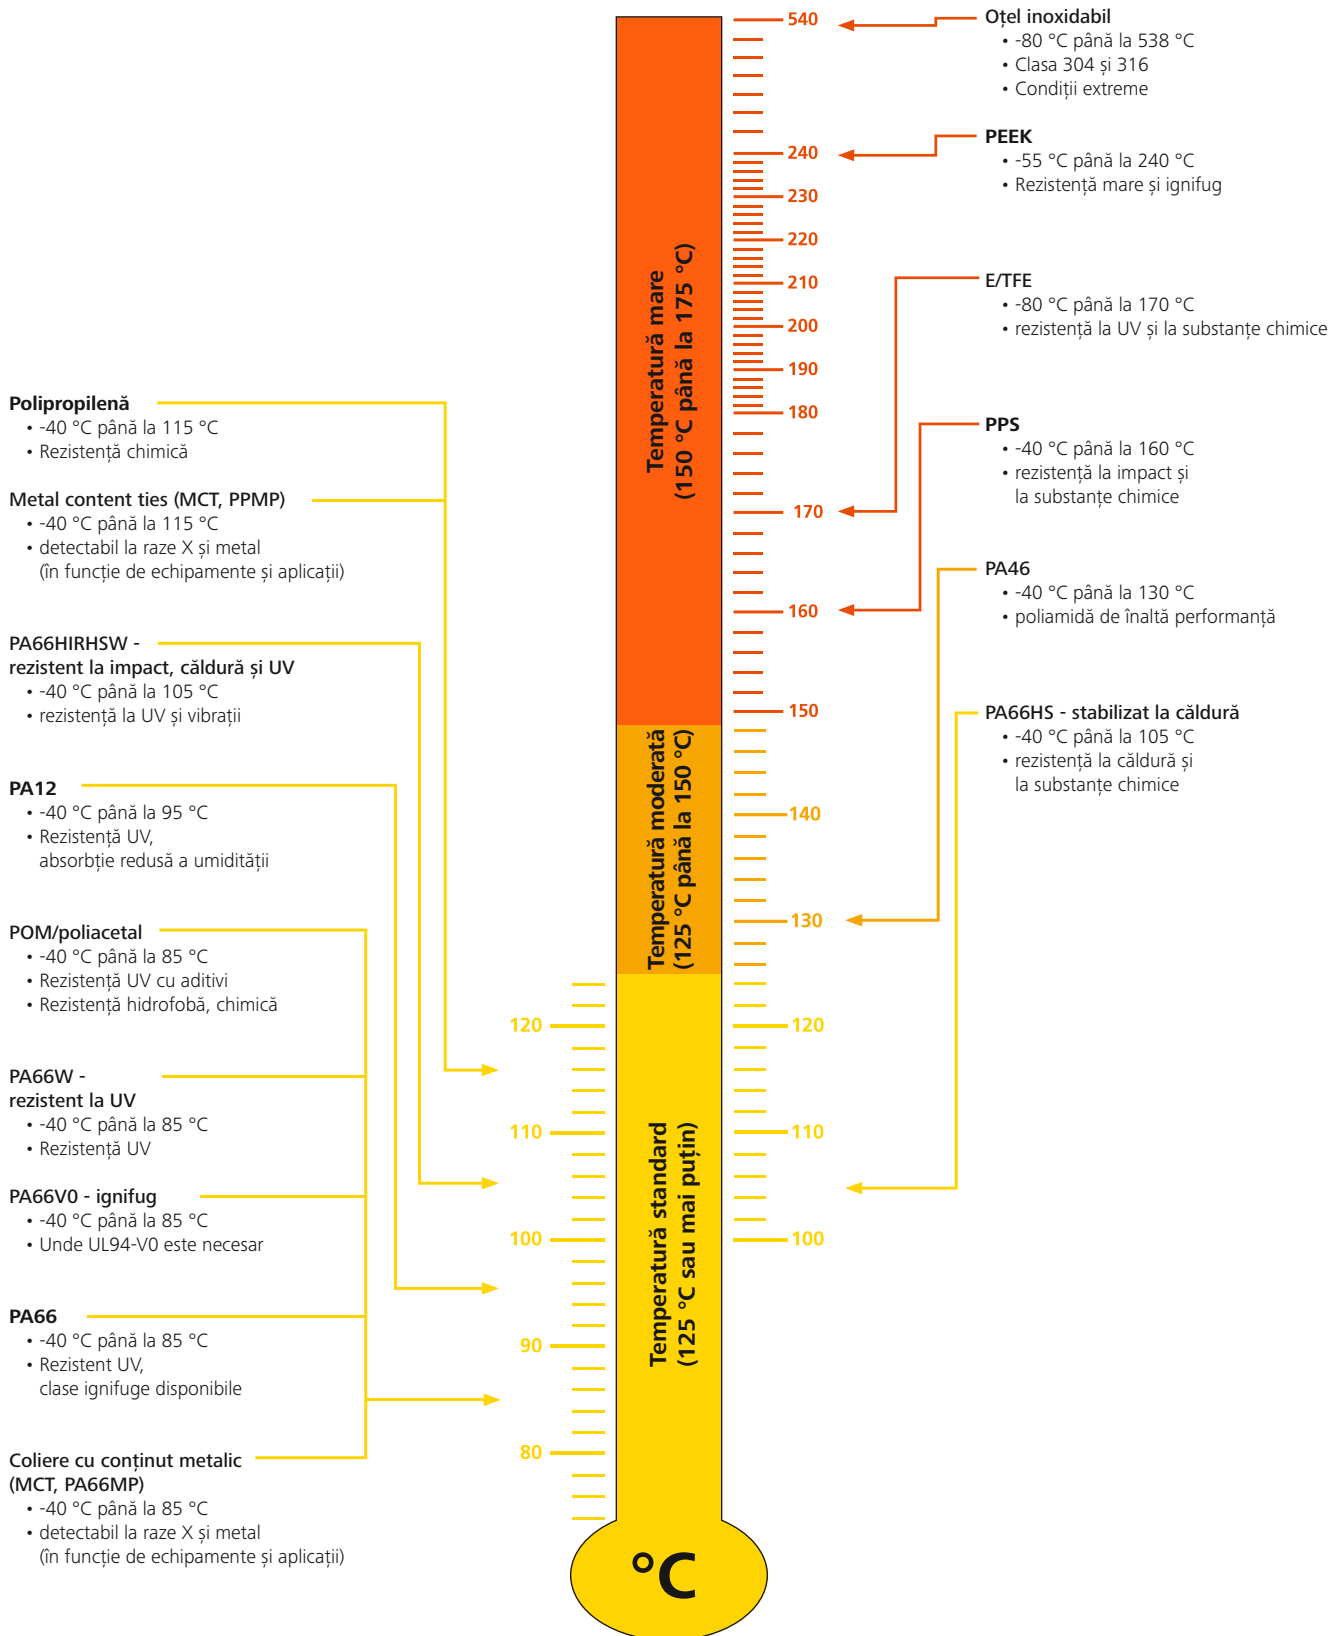 Polipropilenă
• -40 °C până la 115 °C
• Rezistență chimică
Metal content ties (MCT, PPMP)
• -40 °C până la 115 °C
• detectabil la raze X și metal
(în funcție de echipamente și aplicații)
PA66HIRHSW -
rezistent la impact, căldură și UV
• -40 °C până la 105 °C
• rezistență la UV și vibrații
PA12
• -40 °C până la 95 °C
• Rezistență UV,
absorbție redusă a umidității
POM/poliacetal
• -40 °C până la 85 °C
• Rezistență UV cu aditivi
• Rezistență hidrofobă, chimică
PA66W -
rezistent la UV
• -40 °C până la 85 °C
• Rezistență UV
PA66V0 - ignifug
• -40 °C până la 85 °C
• Unde UL94-V0 este necesar
PA66
• -40 °C până la 85 °C
• Rezistent UV,
clase ignifuge disponibile
Coliere cu conținut metalic
(MCT, PA66MP)
• -40 °C până la 85 °C
• detectabil la raze X și metal
(în funcție de echipamente și aplicații)
120
110
100
90
80
Temperatură mare
(150 °C până la 175 °C)
Temperatură moderată
(125 °C până la 150 °C)
Temperatură standard
(125 °C sau mai puțin)
°C
540
240
230
220
210
200
190
180
170
160
150
140
130
120
110
100
Oțel inoxidabil
• -80 °C până la 538 °C
• Clasa 304 și 316
• Condiții extreme
PEEK
• -55 °C până la 240 °C
• Rezistență mare și ignifug
E/TFE
• -80 °C până la 170 °C
• rezistență la UV și la substanțe chimice
PPS
• -40 °C până la 160 °C
• rezistență la impact și
la substanțe chimice
PA46
• -40 °C până la 130 °C
• poliamidă de înaltă performanță
PA66HS - stabilizat la căldură
• -40 °C până la 105 °C
• rezistență la căldură și
la substanțe chimice